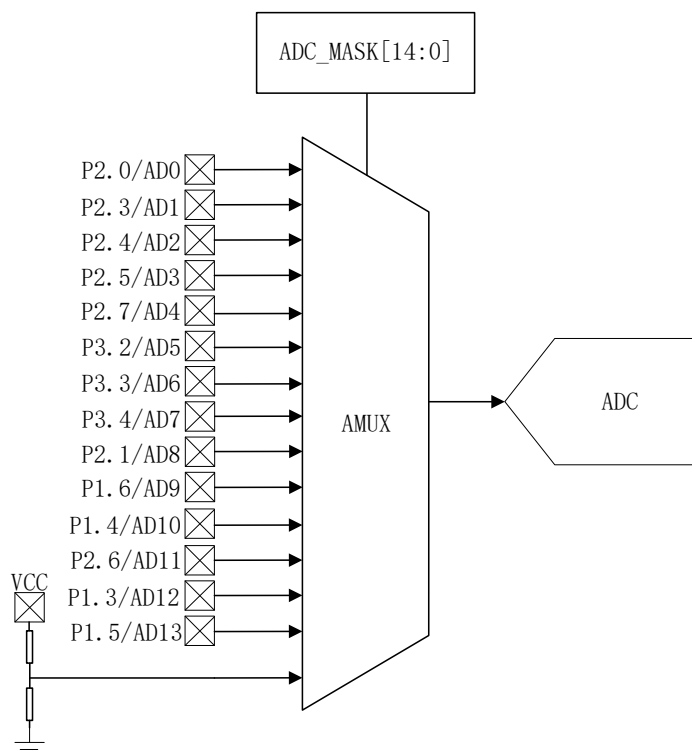 ADC_MASK[14:0]
P2.0/AD0
P2.3/AD1
P2.4/AD2
P2.5/AD3
P2.7/AD4
P3.2/AD5
P3.3/AD6
P3.4/AD7
P2.1/AD8
P1.6/AD9
P1.4/AD10
P2.6/AD11
P1.3/AD12
P1.5/AD13
VCC
AMUX
ADC